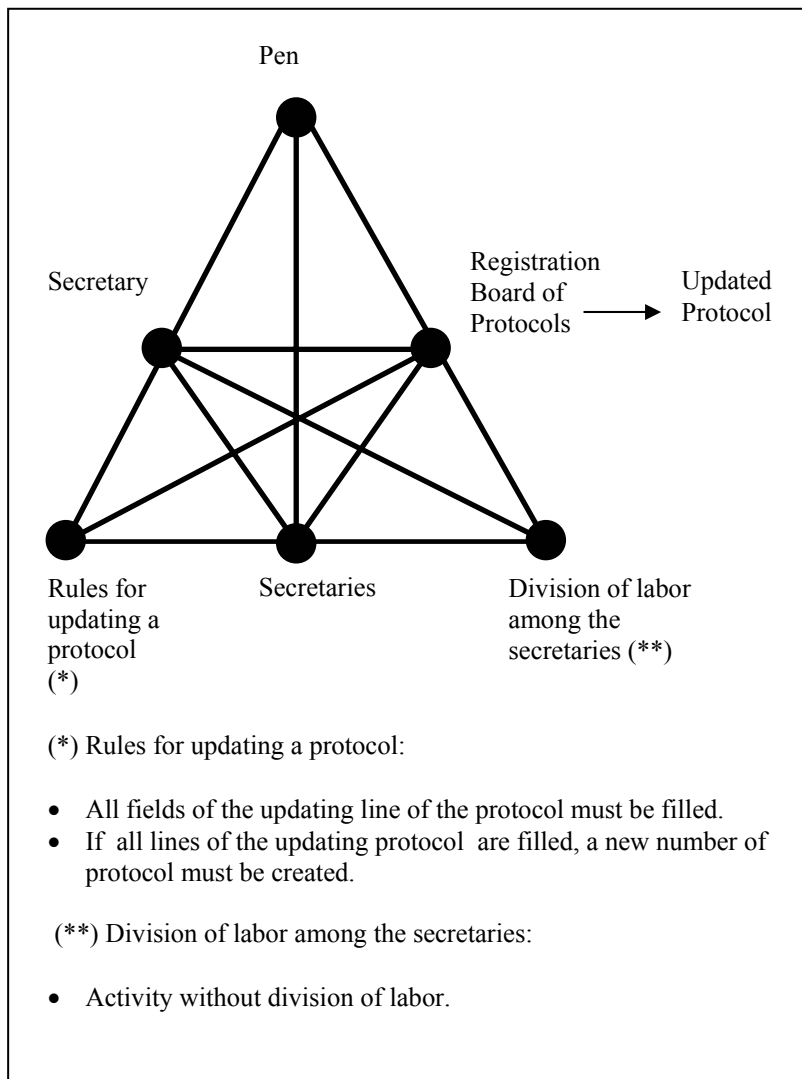 Pen
Secretary
Registration
Board of
Protocols
Updated
Protocol
Rules for
updating a
protocol
(*)
Secretaries
Division of labor
among the
secretaries (**)
(*) Rules for updating a protocol:
• All fields of the updating line of the protocol must be filled.
• If all lines of the updating protocol are filled, a new number of
protocol must be created.
(**) Division of labor among the secretaries:
• Activity without division of labor.